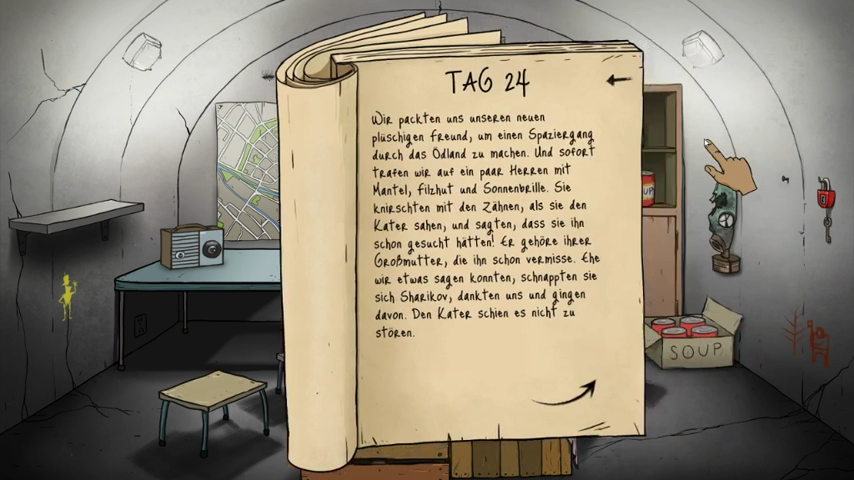 TAG 24
Wir packten uns unseren neuen
plüschigen Freund, um einen Spaziergang
durch das Ödland zu machen. Und sofort
trafen wir auf ein paar Herren mit
Mantel, Filzhut und Sonnenbrille. Sie
knirschten mit den Zähnen, als sie den
Kater sahen, und sagten, dass sie ihn
schon gesucht hätten! Er gehöre ihrer
Großmutter, die ihn schon vermisse. Ehe
wir etwas sagen konnten, schnappten sie
sich Sharikov, dankten uns und gingen
davon. Den Kater schien es nicht zu
stören.
UP
SOUP